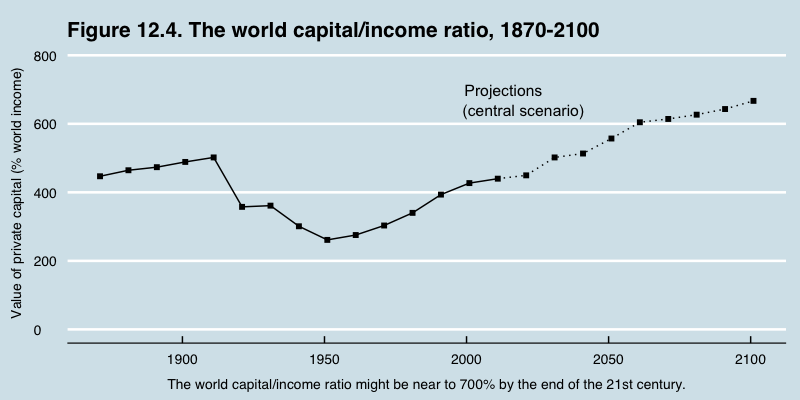 Figure 12.4. The world capital/income ratio, 1870-2100
Value of private capital (% world income)
800
600
400
200
0
Projections
(central scenario)
1900 1950 2000 2050 2100
The world capital/income ratio might be near to 700% by the end of the 21st century.